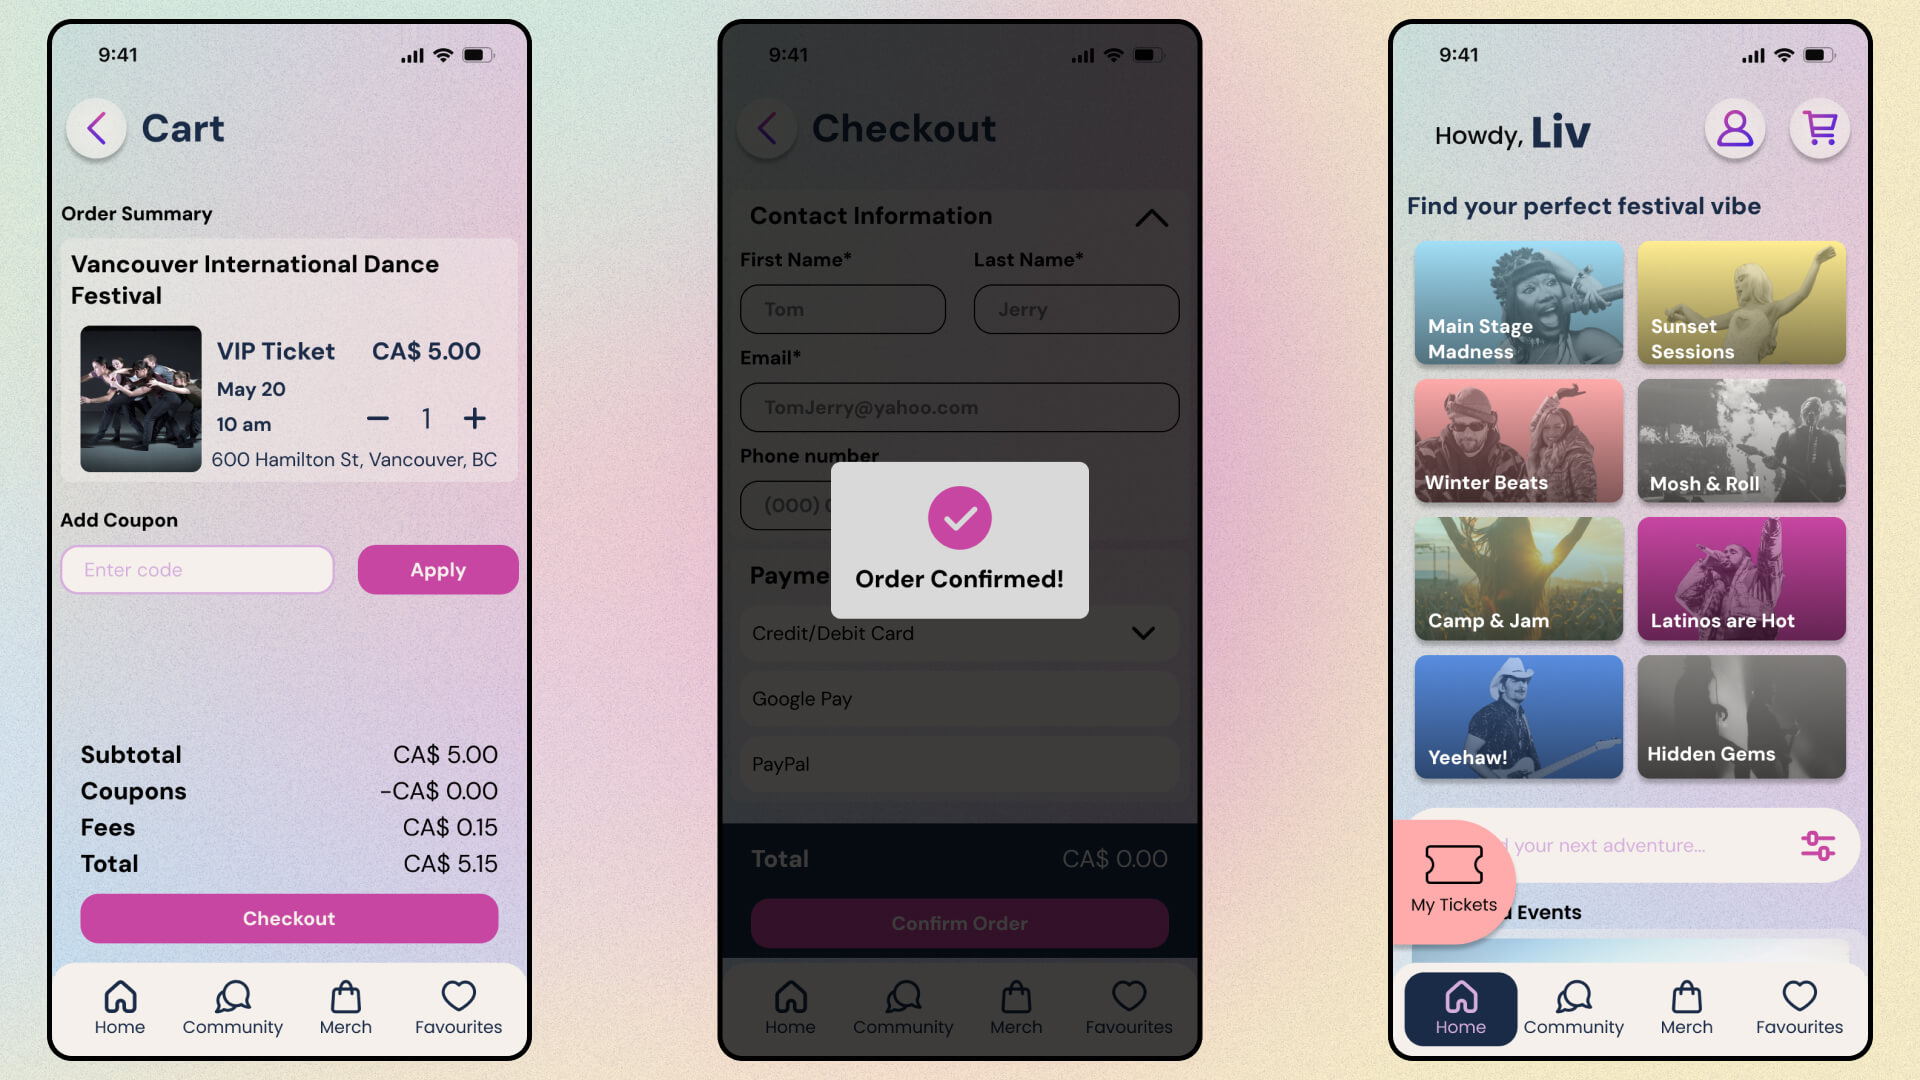 9:41
Cart
Order Summary
Vancouver International Dance
Festival
VIP Ticket CA$ 5.00
May 20
10 am
1
600 Hamilton St, Vancouver, BC
Add Coupon
Enter code
Apply
Subtotal CA$ 5.00
Coupons -CA$ 0.00
Fees CA$ 0.15
Total CA$ 5.15
Checkout
Home Community Merch Favourites
9:41
Checkout
Contact Information
First Name* Last Name*
Tom Jerry
Email*
TomJerry@yahoo.com
Phone number
(000)
Order Confirmed!
Credit/Debit Card
Google Pay
PayPal
Total CA$ 0.00
Confirm Order
Home Community Merch Favourites
9:41
Howdy, Liv
Find your perfect festival vibe
Main Stage
Madness
Sunset
Sessions
Winter Beats
Mosh & Roll
Camp & Jam
Latinos are Hot
Yeehaw!
Hidden Gems
your next adventure...
My Tickets
Events
Home Community Merch Favourites